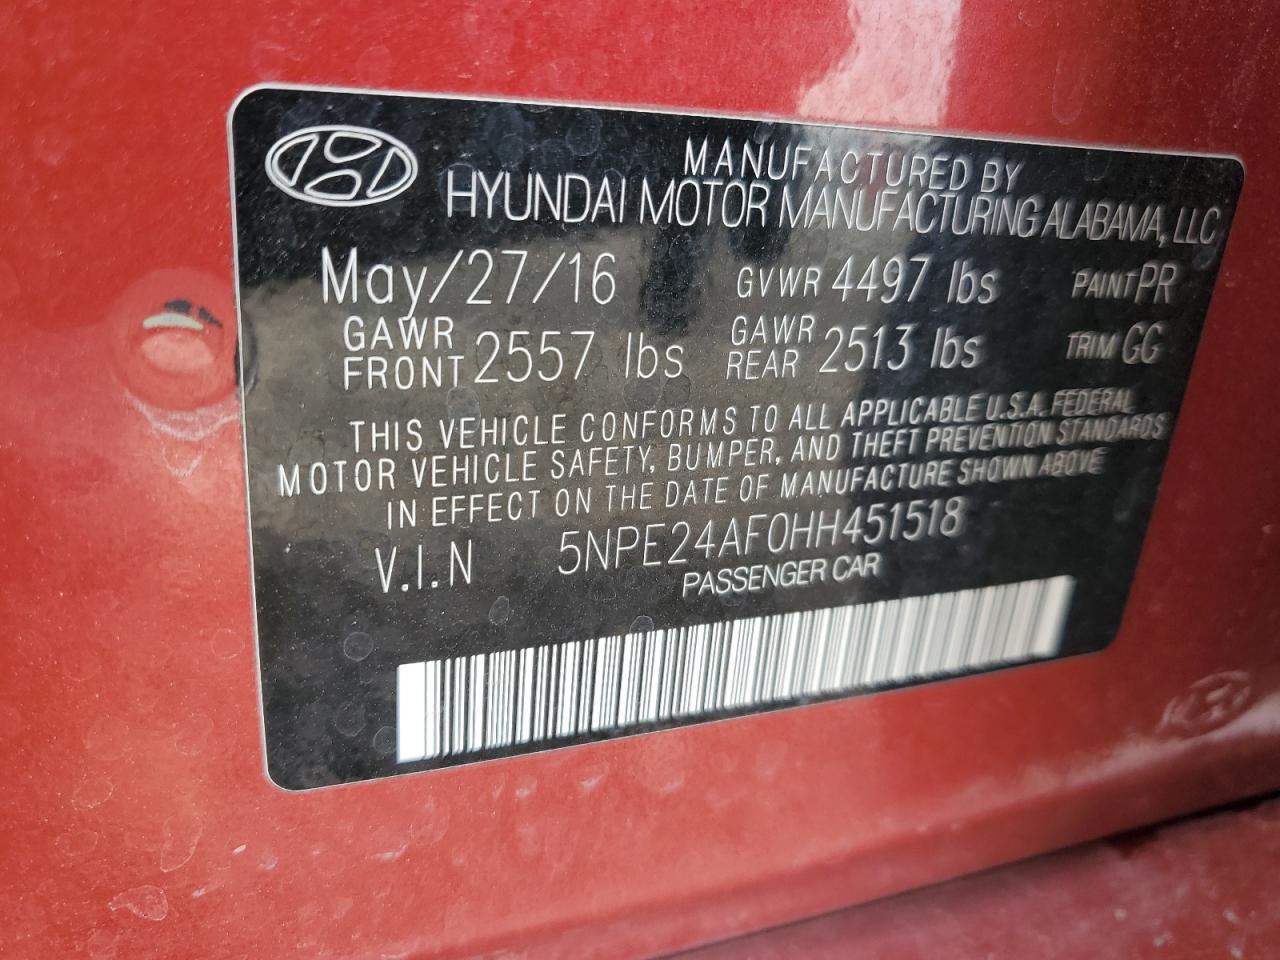 MANUFACTURED BY
HYUNDAI MOTOR MANUFACTURING ALABAMA, LLC
May/27/16 GVWR 4497 lbs PAINT PR
GAWR FRONT 2557 lbs GAWR REAR 2513 lbs TRIM GG
THIS VEHICLE CONFORMS TO ALL APPLICABLE U.S.A. FEDERAL
MOTOR VEHICLE SAFETY, BUMPER, AND THEFT PREVENTION STANDARDS
IN EFFECT ON THE DATE OF MANUFACTURE SHOWN ABOVE
V.I.N 5NPE24AF0HH451518
PASSENGER CAR